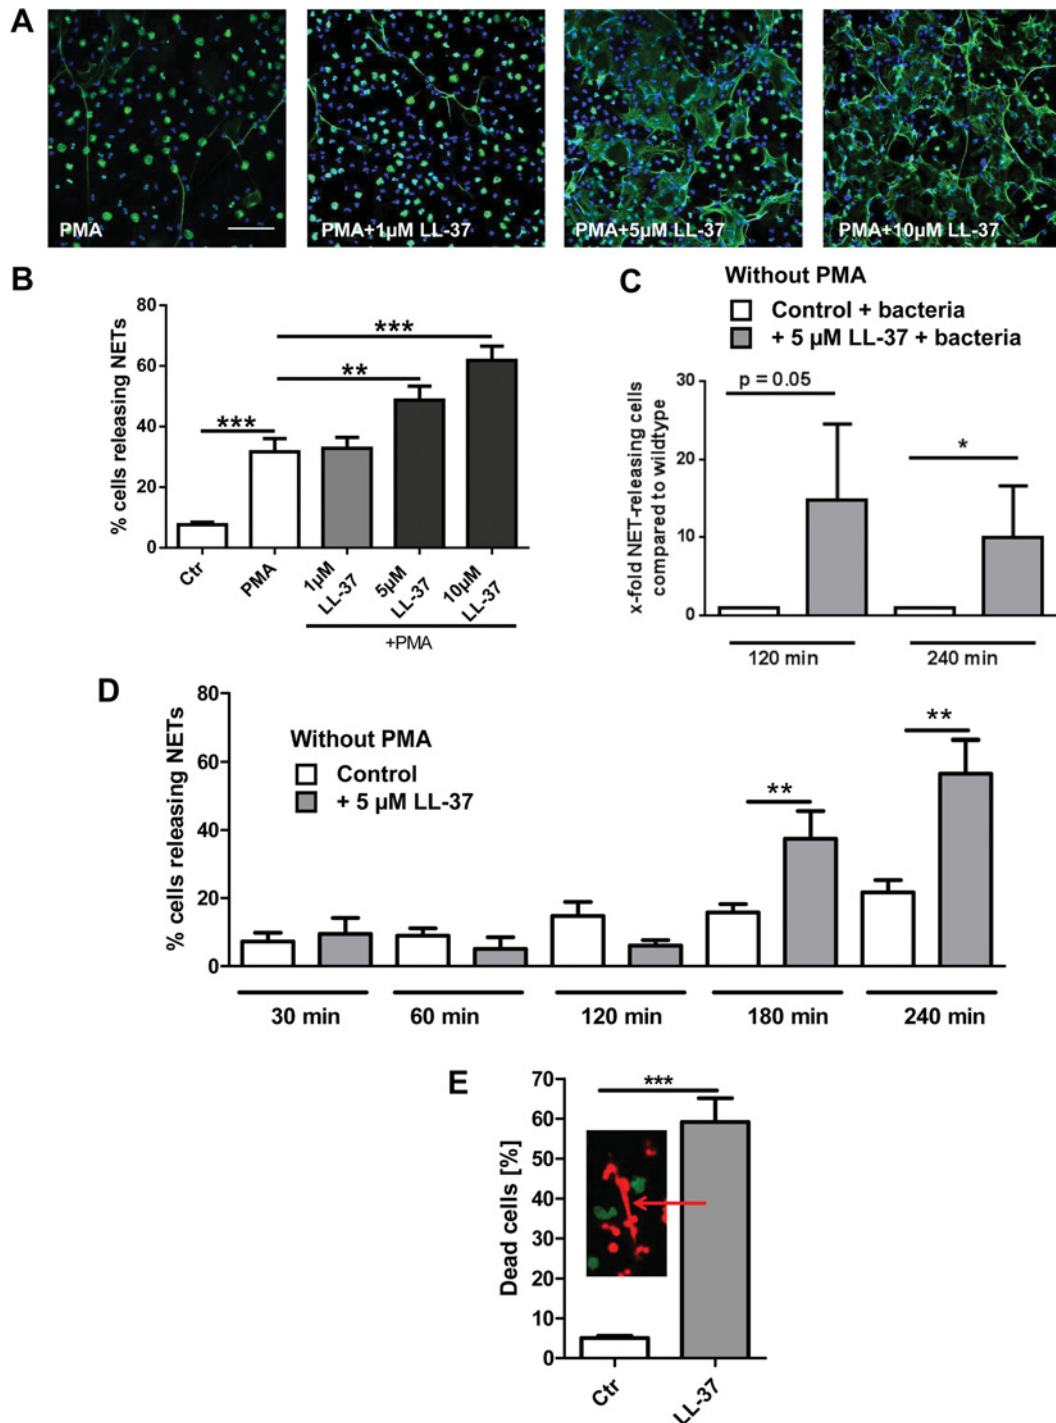 A
PMA
PMA+1µM LL-37
PMA+5µM LL-37
PMA+10µM LL-37
B
% cells releasing NETs
80
60
40
20
0
***
**
***
Ctr
PMA
1µM LL-37
5µM LL-37
10µM LL-37
+PMA
C
Without PMA
Control + bacteria
+ 5 µM LL-37 + bacteria
x-fold NET-releasing cells
compared to wildtype
30
20
10
0
p = 0.05
*
120 min
240 min
D
% cells releasing NETs
80
60
40
20
0
Without PMA
Control
+ 5 µM LL-37
**
**
30 min
60 min
120 min
180 min
240 min
E
Dead cells [%]
70
60
50
40
30
20
10
0
***
Ctr
LL-37